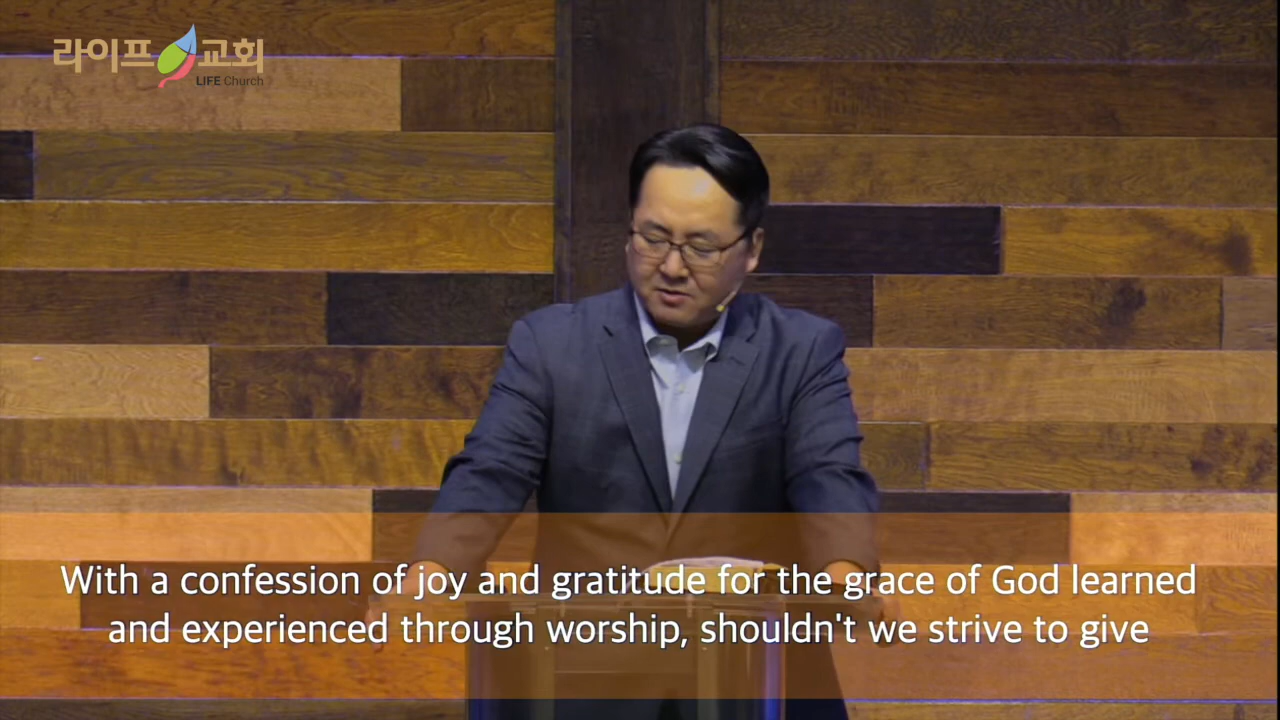 라이프 교회
LIFE Church
With a confession of joy and gratitude for the grace of God learned
and experienced through worship, shouldn't we strive to give